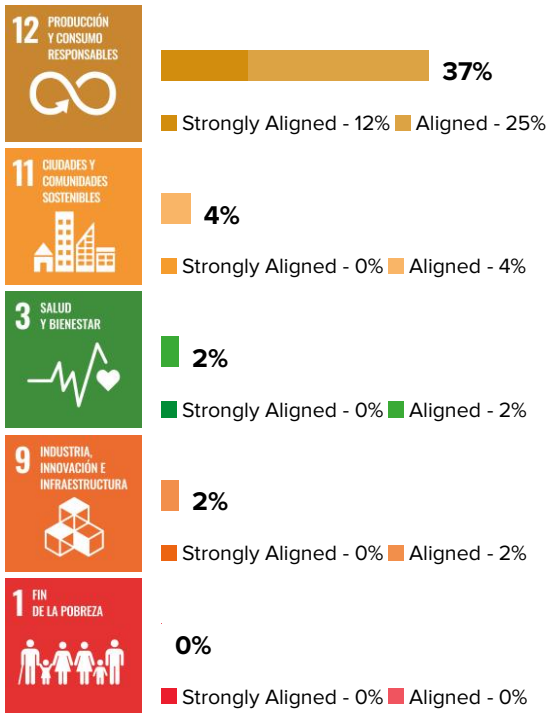 12 PRODUCCIÓN
Y CONSUMO
RESPONSABLES
37%
Strongly Aligned - 12% Aligned - 25%
11 CIUDADES Y
COMUNIDADES
SOSTENIBLES
4%
Strongly Aligned - 0% Aligned - 4%
3 SALUD
Y BIENESTAR
2%
Strongly Aligned - 0% Aligned - 2%
9 INDUSTRIA,
INNOVACIÓN E
INFRAESTRUCTURA
2%
Strongly Aligned - 0% Aligned - 2%
1 FIN
DE LA POBREZA
0%
Strongly Aligned - 0% Aligned - 0%